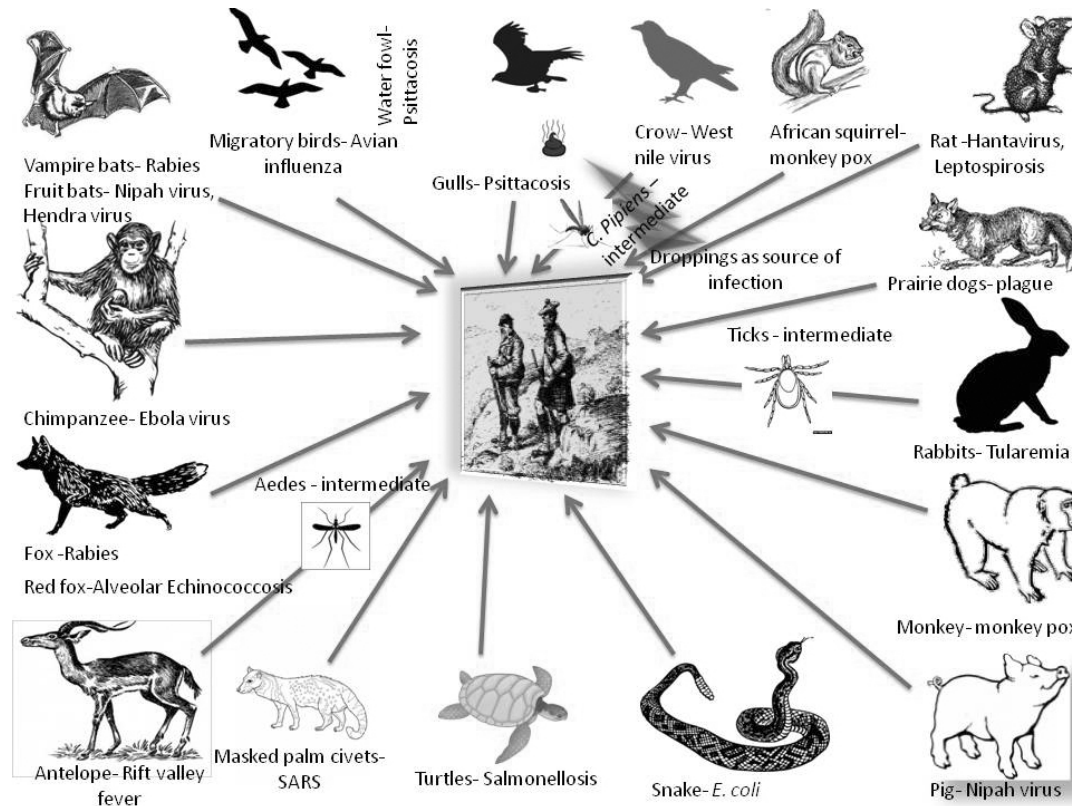 Water fowl-
Psittacosis
Migratory birds- Avian
influenza
Vampire bats- Rabies
Fruit bats- Nipah virus,
Hendra virus
Gulls- Psittacosis
Crow- West
nile virus
African squirrel-
monkey pox
Rat -Hantavirus,
Leptospirosis
C. Pipiens –
intermediate
Droppings as source of
infection
Prairie dogs- plague
Ticks - intermediate
Chimpanzee- Ebola virus
Rabbits- Tularemia
Aedes - intermediate
Fox -Rabies
Red fox-Alveolar Echinococcosis
Monkey- monkey pox
Antelope- Rift valley
fever
Masked palm civets-
SARS
Turtles- Salmonellosis
Snake- E. coli
Pig- Nipah virus